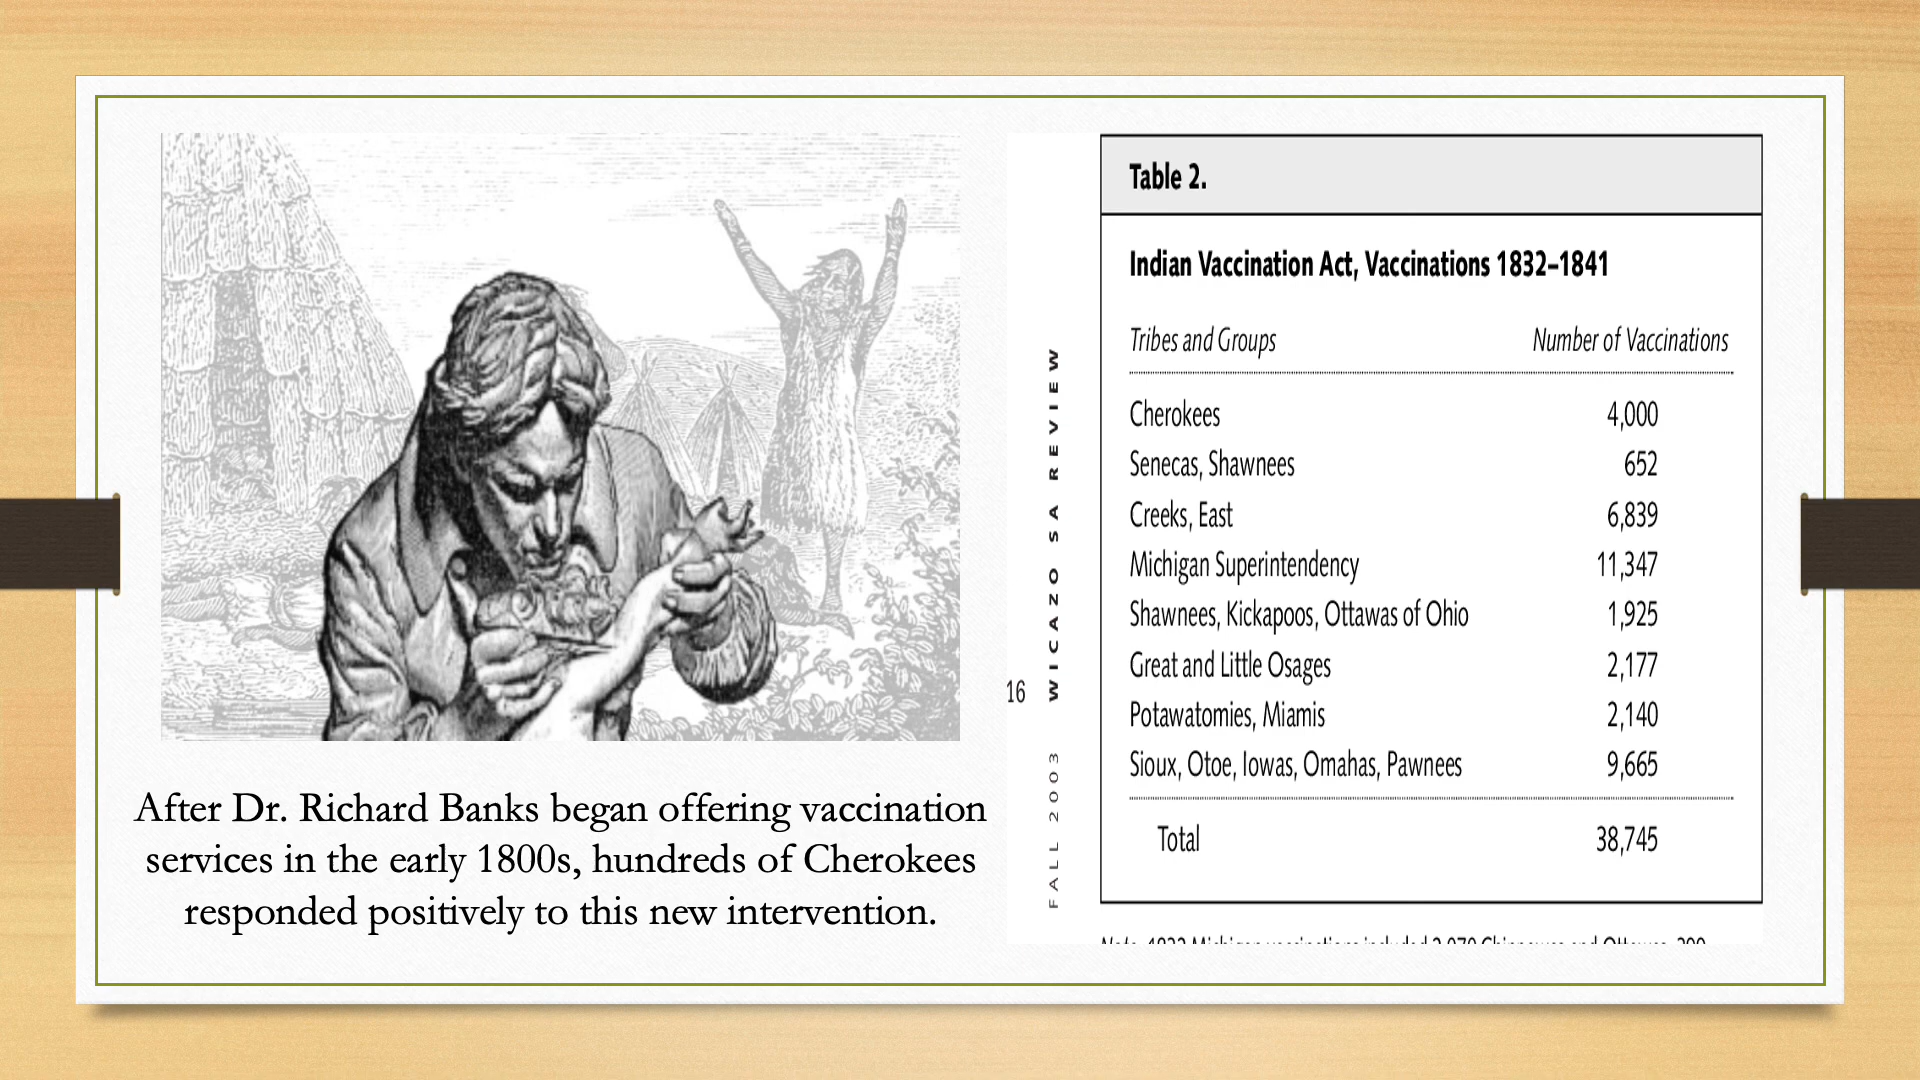 After Dr. Richard Banks began offering vaccination
services in the early 1800s, hundreds of Cherokees
responded positively to this new intervention.
16
WICAZO SA REVIEW
FALL 2003
Table 2.
Indian Vaccination Act, Vaccinations 1832–1841
Tribes and Groups Number of Vaccinations
Cherokees 4,000
Senecas, Shawnees 652
Creeks, East 6,839
Michigan Superintendency 11,347
Shawnees, Kickapoos, Ottawas of Ohio 1,925
Great and Little Osages 2,177
Potawatomies, Miamis 2,140
Sioux, Otoe, Iowas, Omahas, Pawnees 9,665
Total 38,745